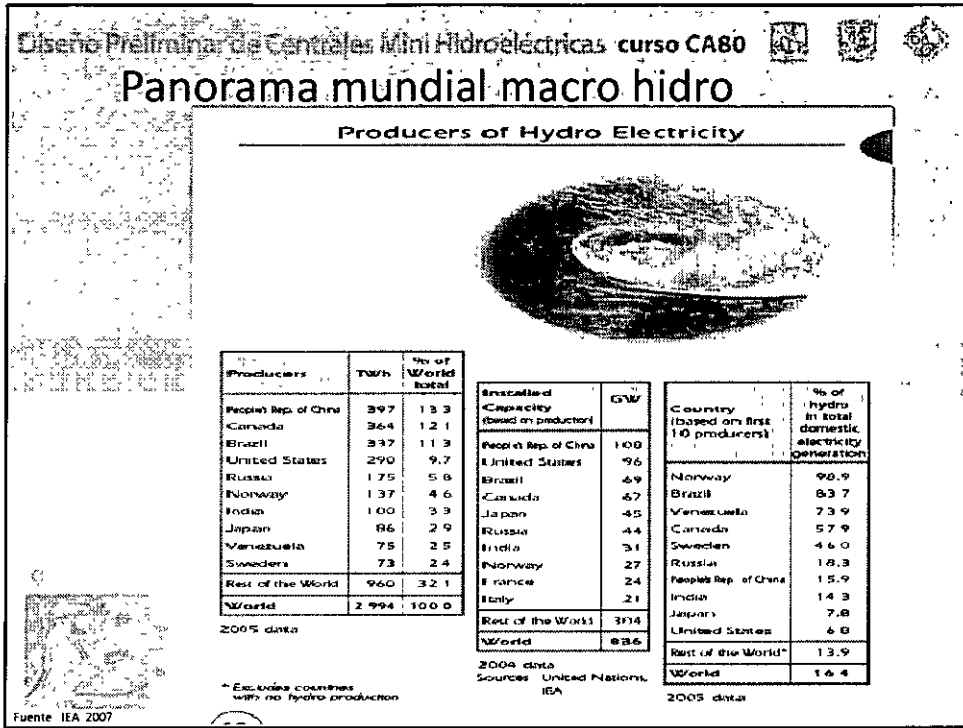 Diseño Preliminar de Centrales Mini Hidroeléctricas curso CA80
Panorama mundial macro hidro
Producers of Hydro Electricity
Producers TWh % of World total
People's Rep. of China 397 13 3
Canada 364 12 1
Brazil 337 11 3
United States 290 9.7
Russia 175 5 8
Norway 137 4 6
India 100 3 3
Japan 86 2 9
Venezuela 75 2 5
Sweden 73 2 4
Rest of the World 960 32 1
World 2 994 100 0
2005 data
Installed Capacity (based on production) GW
People's Rep. of China 100
United States 96
Brazil 69
Canada 67
Japan 45
Russia 44
India 31
Norway 27
France 24
Italy 21
Rest of the World 304
World 836
2004 data
Sources United Nations, IEA
Country (based on first 10 producers) % of hydro in total domestic electricity generation
Norway 98.9
Brazil 83 7
Venezuela 73 9
Canada 57 9
Sweden 46 0
Russia 18.3
People's Rep. of China 15.9
India 14 3
Japan 7.8
United States 6 8
Rest of the World* 13.9
World 16 4
2005 data
* Excludes countries
with no hydro production
Fuente IEA 2007